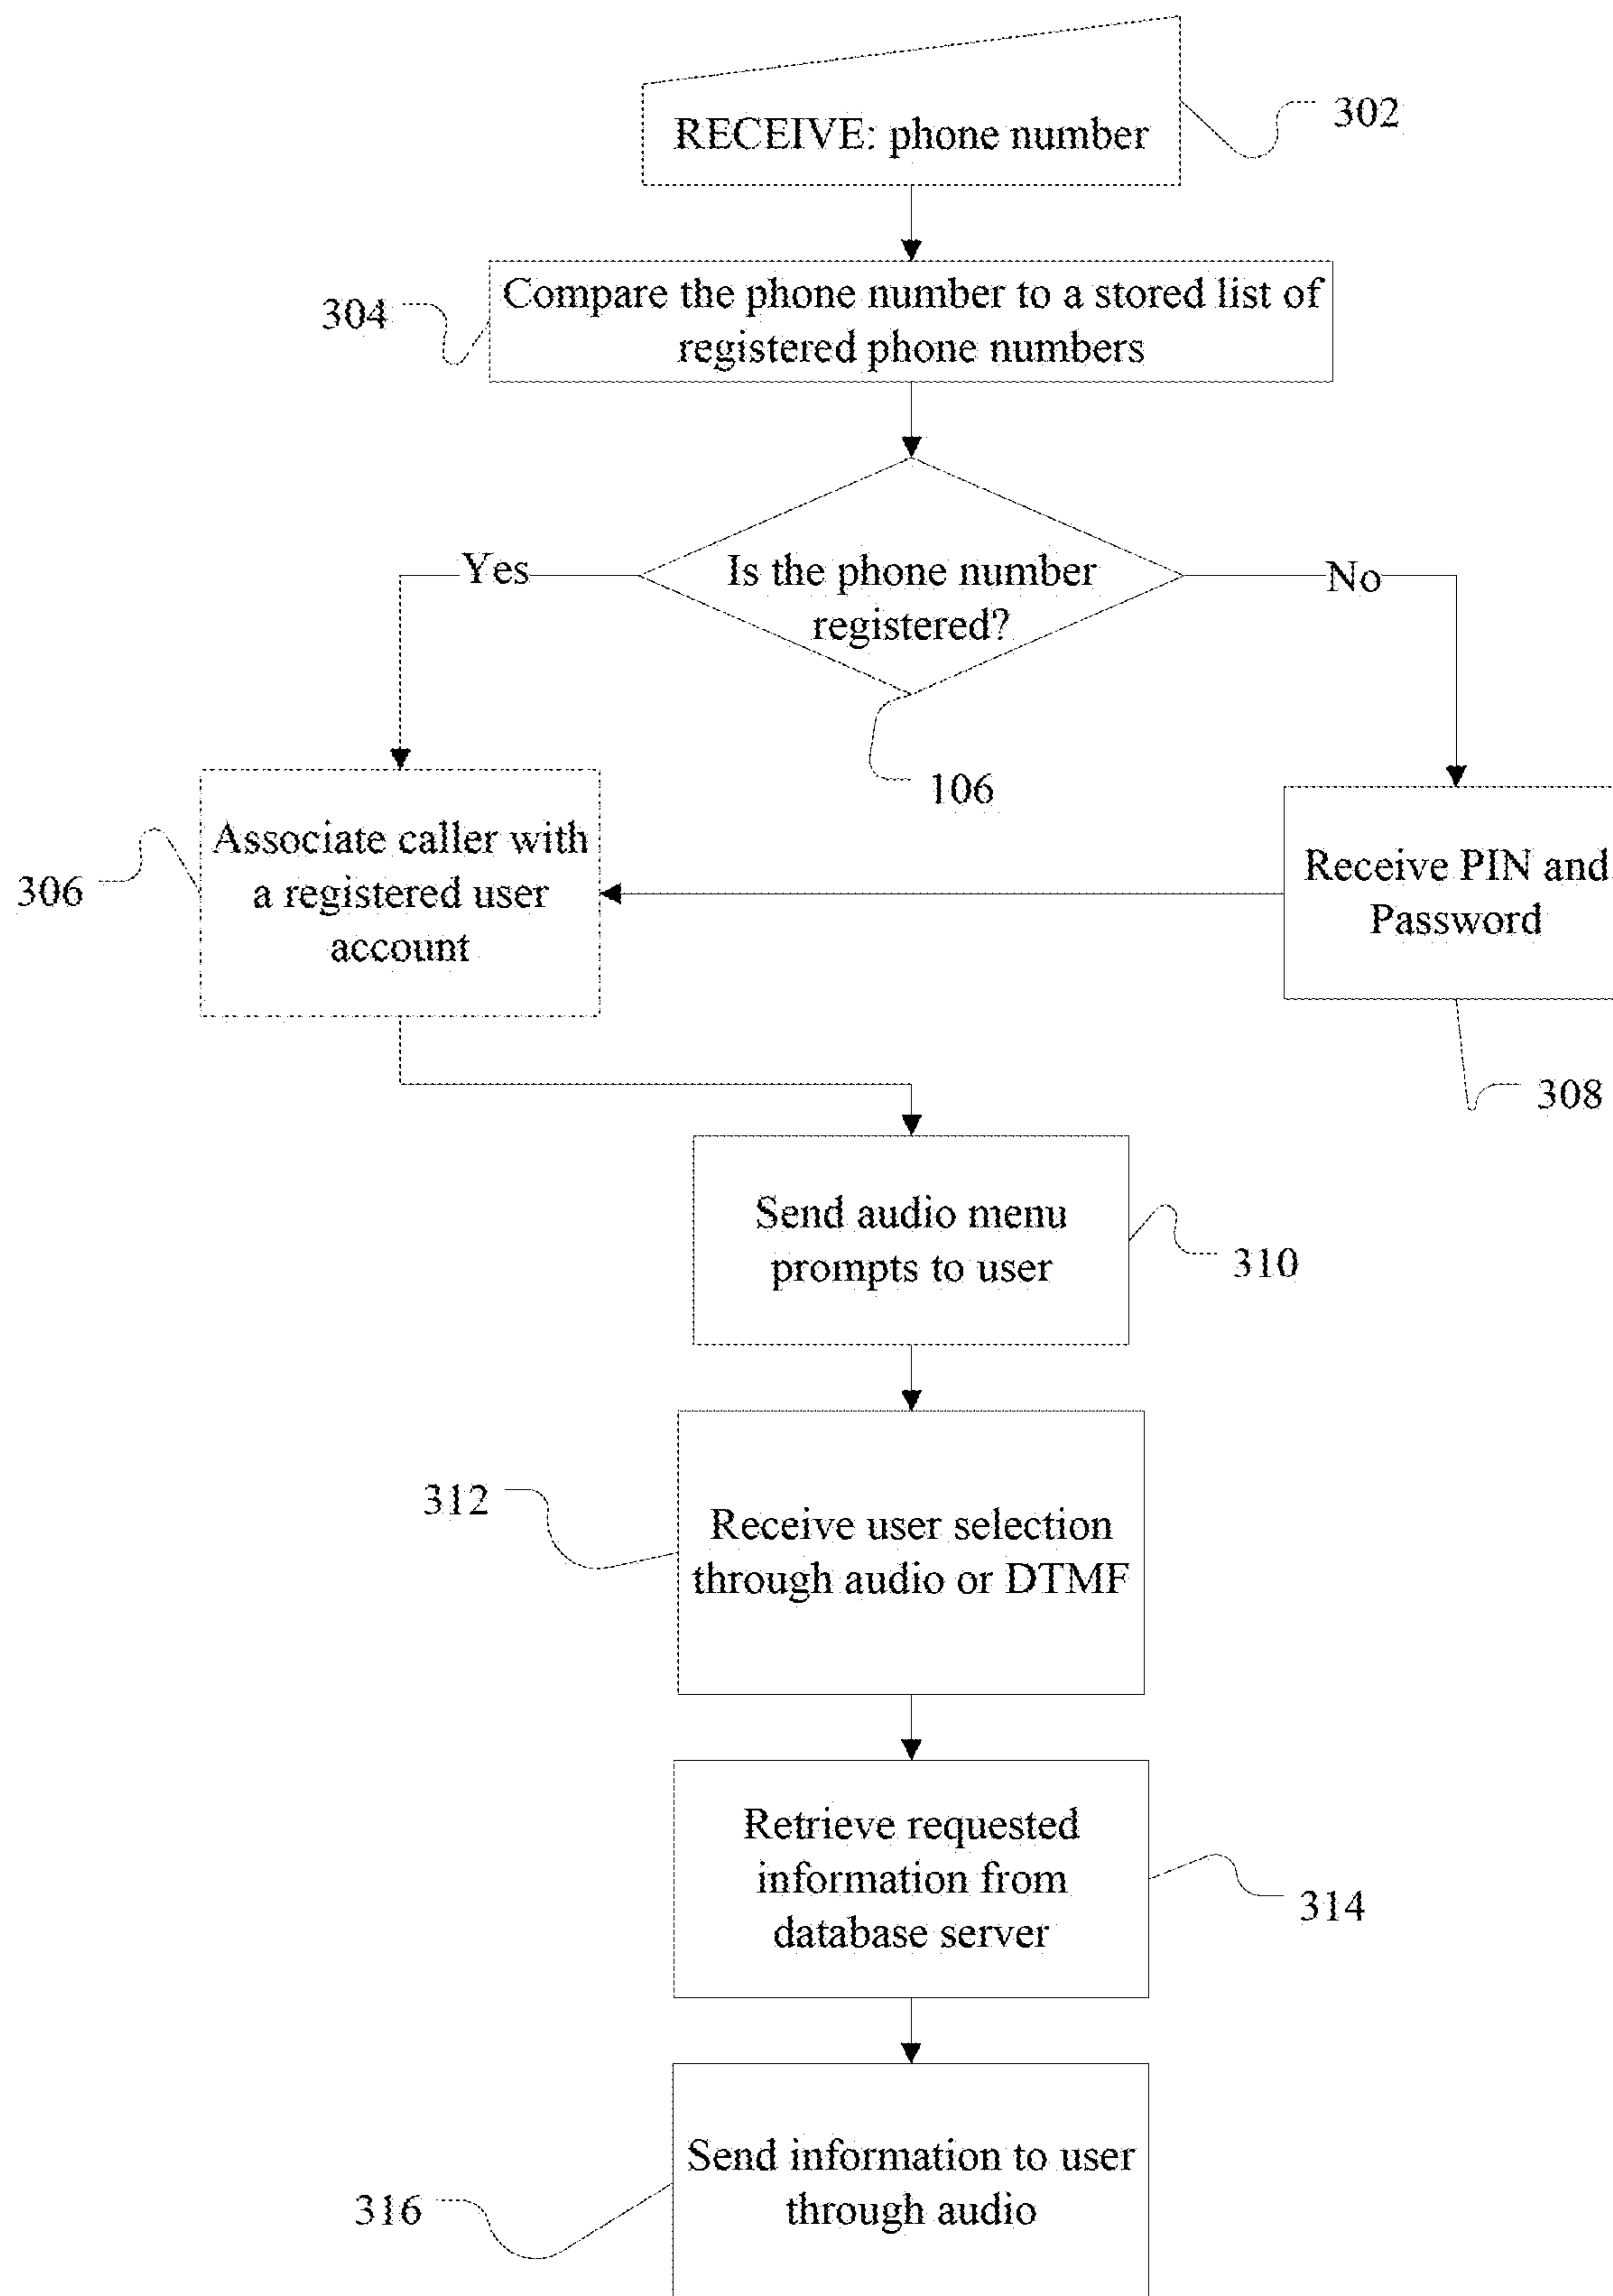 RECEIVE: phone number
302
Compare the phone number to a stored list of
registered phone numbers
304
Is the phone number
registered?
Yes
No
106
Associate caller with
a registered user
account
306
Receive PIN and
Password
308
Send audio menu
prompts to user
310
Receive user selection
through audio or DTMF
312
Retrieve requested
information from
database server
314
Send information to user
through audio
316